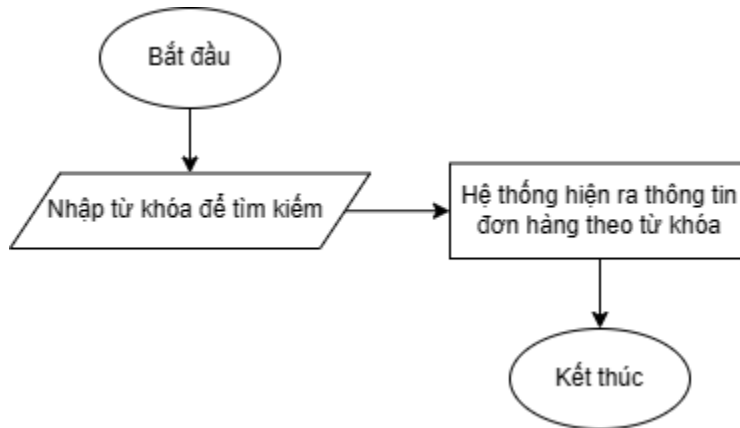 Bắt đầu
Nhập từ khóa để tìm kiếm
Hệ thống hiện ra thông tin
đơn hàng theo từ khóa
Kết thúc